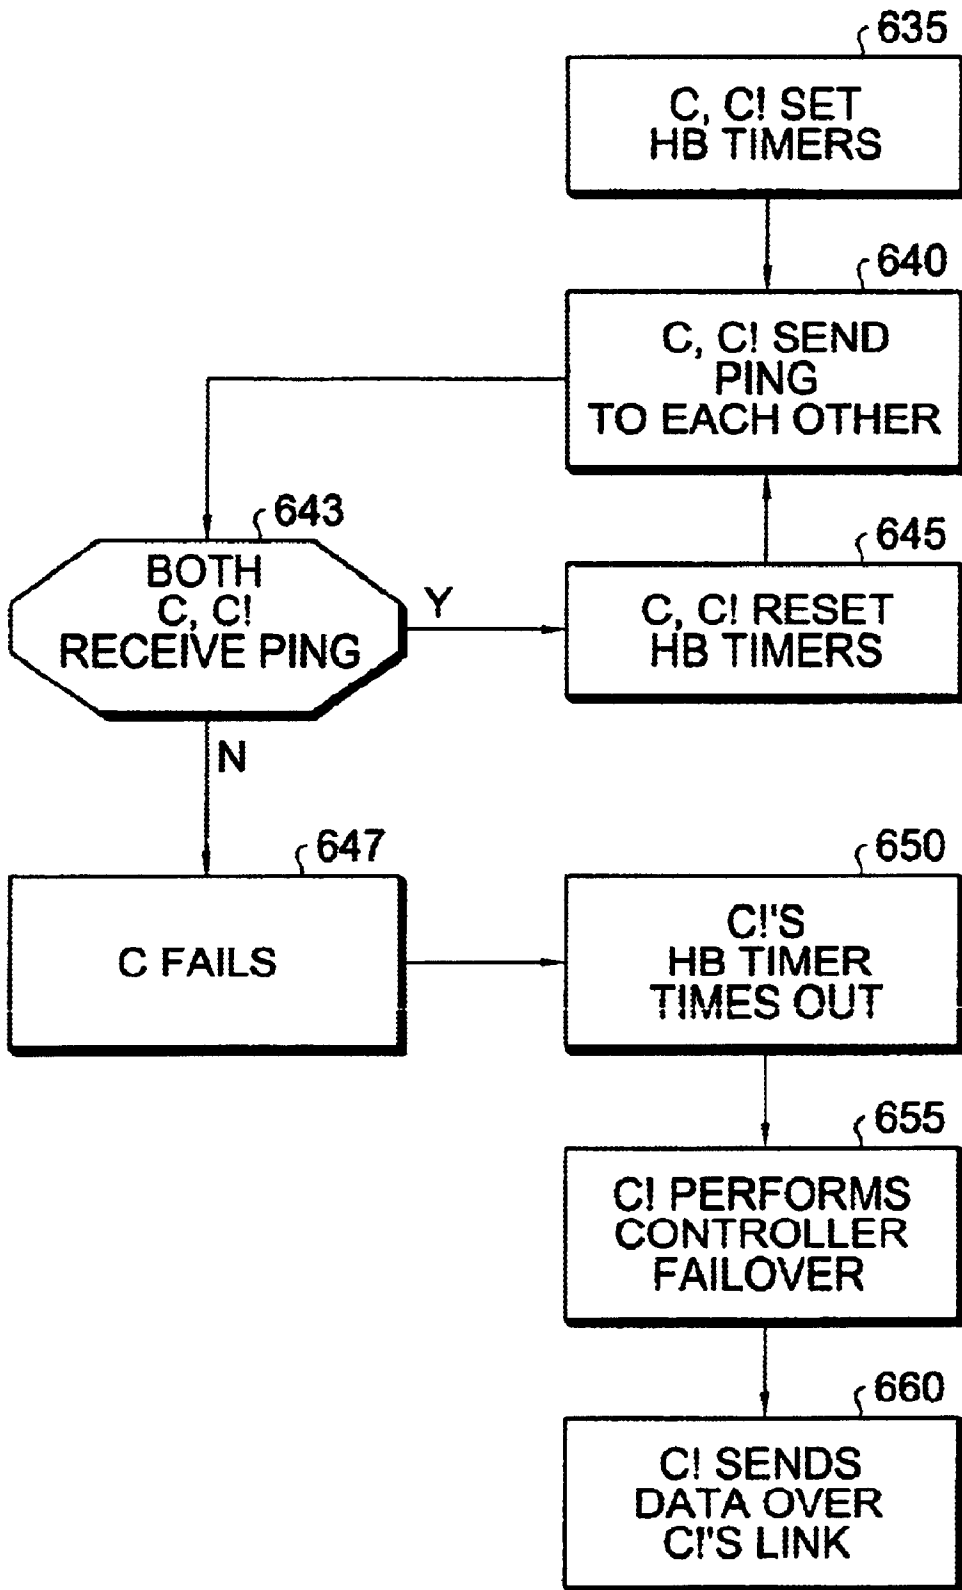 635
C, C! SET
HB TIMERS
640
C, C! SEND
PING
TO EACH OTHER
643
BOTH
C, C!
RECEIVE PING
Y
645
C, C! RESET
HB TIMERS
N
647
C FAILS
650
C!'S
HB TIMER
TIMES OUT
655
C! PERFORMS
CONTROLLER
FAILOVER
660
C! SENDS
DATA OVER
C!'S LINK